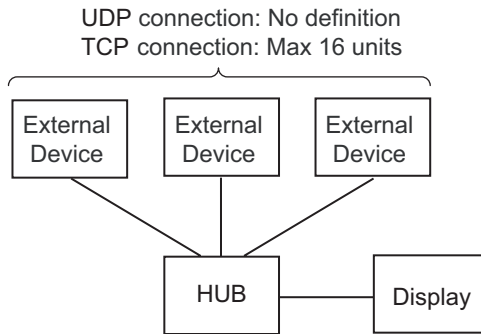 UDP connection: No definition
TCP connection: Max 16 units
External
Device
External
Device
External
Device
HUB
Display